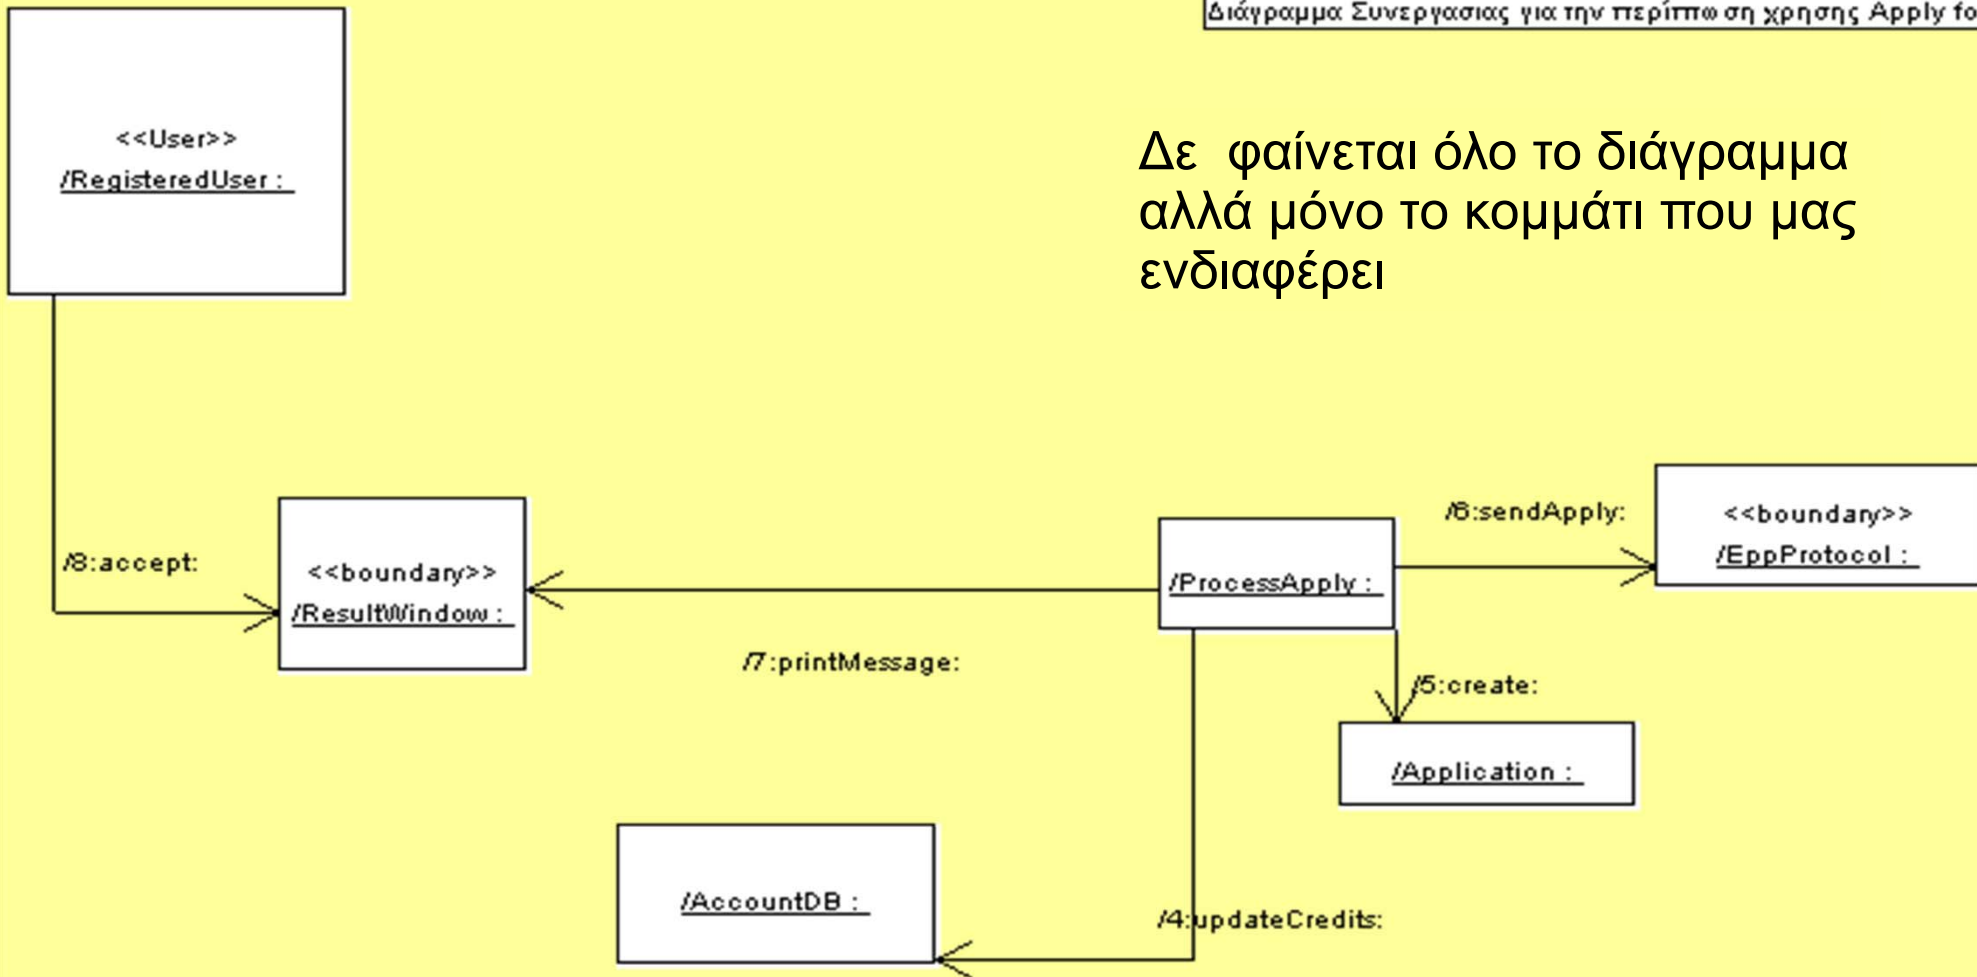 Διάγραμμα Συνεργασιας για την περίπτωση χρησης Apply fo
<<User>>
/RegisteredUser :
Δε φαίνεται όλο το διάγραμμα
αλλά μόνο το κομμάτι που μας
ενδιαφέρει
/8:accept:
<<boundary>>
/ResultWindow :
/7:printMessage:
/ProcessApply :
/6:sendApply:
<<boundary>>
/EppProtocol :
/5:create:
/Application :
/AccountDB :
/4:updateCredits: